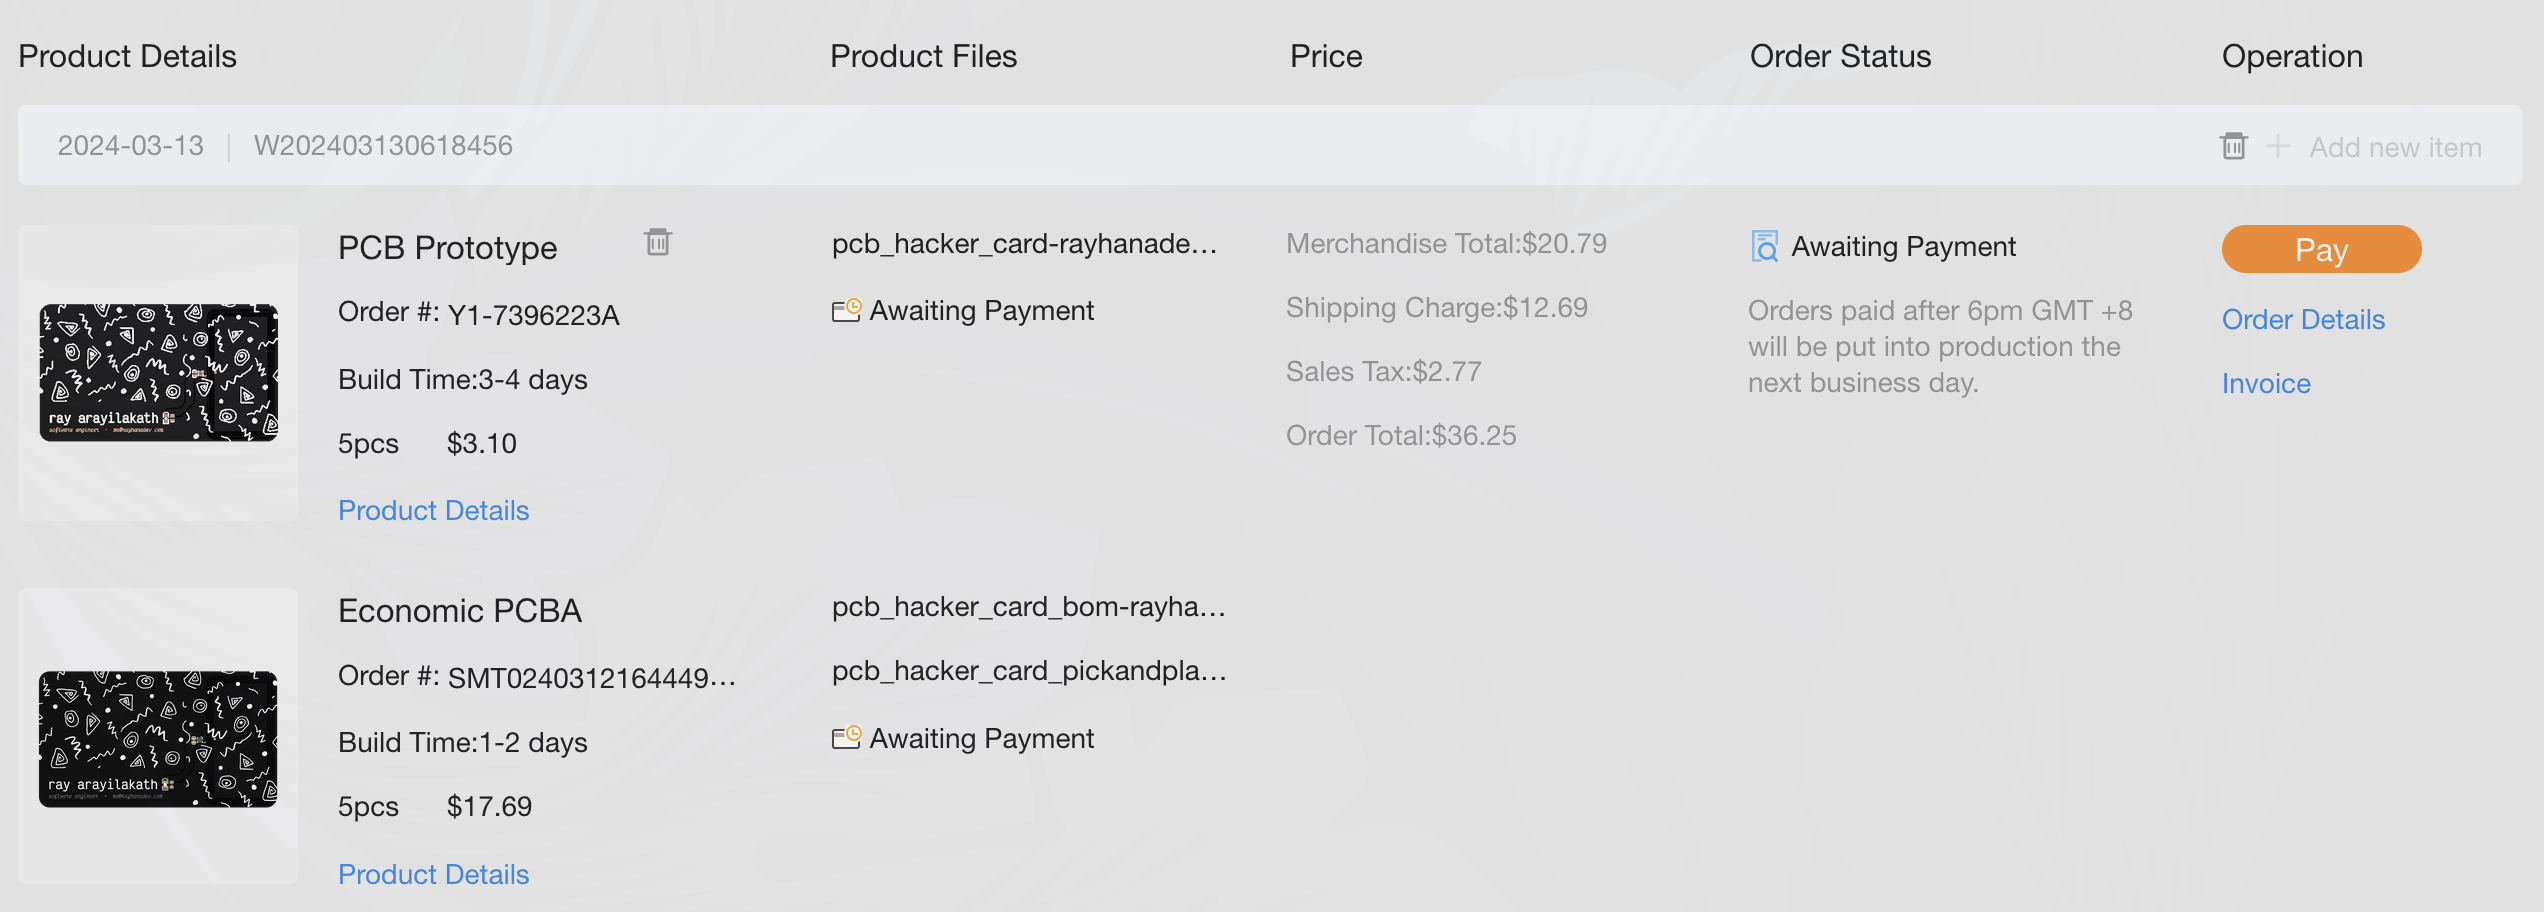 Product Details
Product Files
Price
Order Status
Operation
2024-03-13
W202403130618456
Add new item
PCB Prototype
Order #: Y1-7396223A
Build Time:3-4 days
5pcs $3.10
Product Details
pcb_hacker_card-rayhanade...
Awaiting Payment
Merchandise Total:$20.79
Shipping Charge:$12.69
Sales Tax:$2.77
Order Total:$36.25
Awaiting Payment
Orders paid after 6pm GMT +8
will be put into production the
next business day.
Pay
Order Details
Invoice
ray arayilakath
software engineer
Economic PCBA
Order #: SMT0240312164449...
Build Time:1-2 days
5pcs $17.69
Product Details
pcb_hacker_card_bom-rayha...
pcb_hacker_card_pickandpla...
Awaiting Payment
ray arayilakath
software engineer